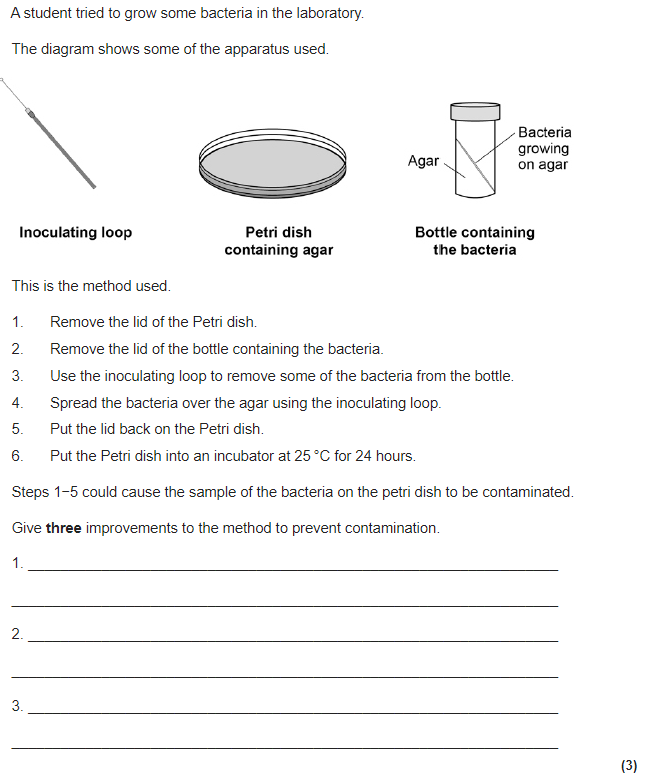 A student tried to grow some bacteria in the laboratory.
The diagram shows some of the apparatus used.
Bacteria
growing
on agar
Agar
Inoculating loop
Petri dish
containing agar
Bottle containing
the bacteria
This is the method used.
1. Remove the lid of the Petri dish.
2. Remove the lid of the bottle containing the bacteria.
3. Use the inoculating loop to remove some of the bacteria from the bottle.
4. Spread the bacteria over the agar using the inoculating loop.
5. Put the lid back on the Petri dish.
6. Put the Petri dish into an incubator at 25 °C for 24 hours.
Steps 1−5 could cause the sample of the bacteria on the petri dish to be contaminated.
Give three improvements to the method to prevent contamination.
1.
2.
3.
(3)